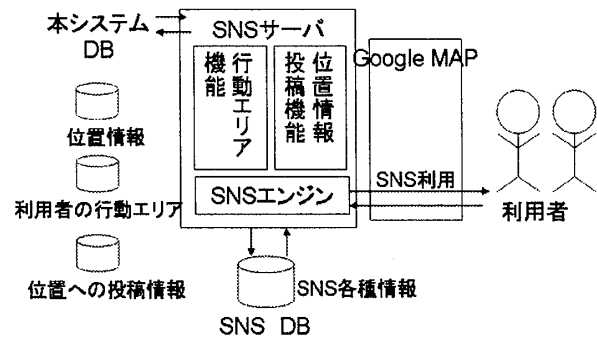 本システム
DB
位置情報
利用者の行動エリア
位置への投稿情報
SNSサーバ
行動エリア
機能
位置情報
投稿機能
SNSエンジン
SNS各種情報
SNS DB
Google MAP
SNS利用
利用者